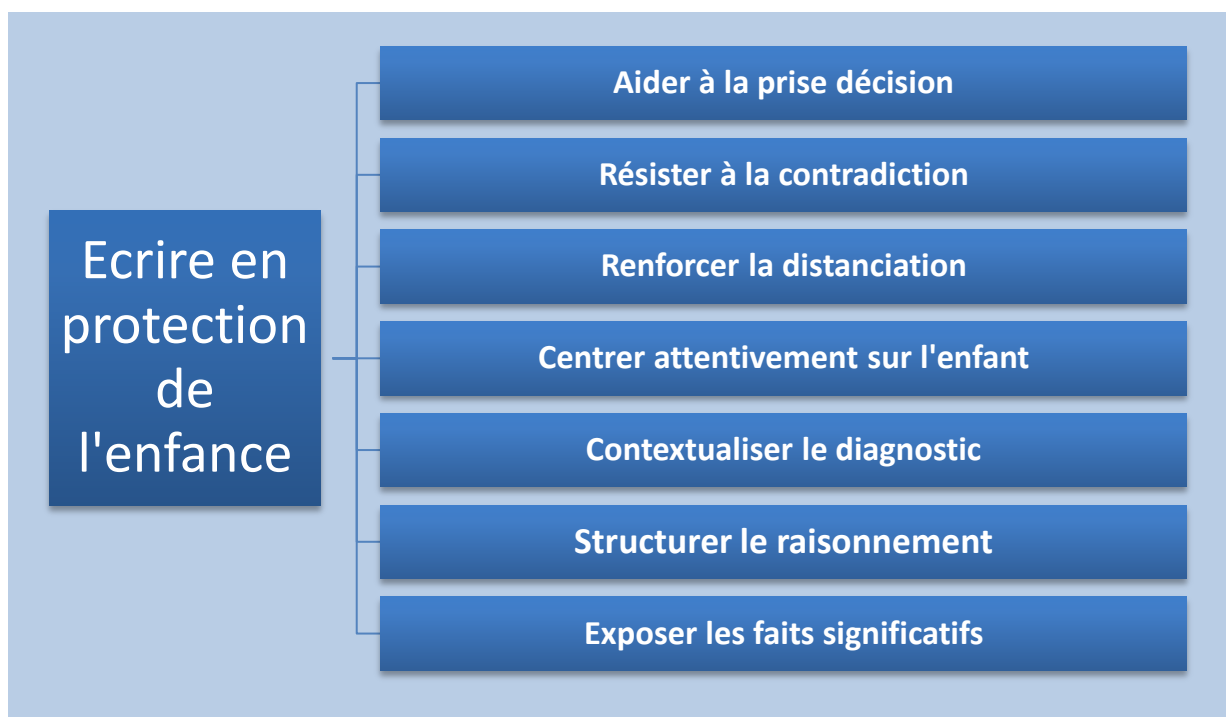 Ecrire en
protection
de
l'enfance
Aider à la prise décision
Résister à la contradiction
Renforcer la distanciation
Centrer attentivement sur l'enfant
Contextualiser le diagnostic
Structurer le raisonnement
Exposer les faits significatifs